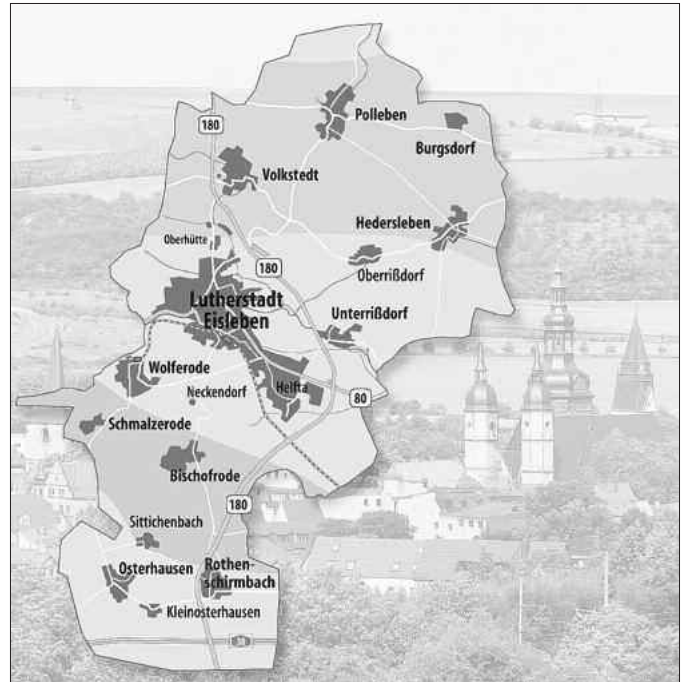 Polleben
180
Burgsdorf
Volkstedt
Hedersleben
Oberhütte
180
Oberrißdorf
Lutherstadt
Eisleben
Unterrißdorf
Wolferode
Helfta
Neckendorf
80
Schmalzerode
Bischofrode
180
Sittichenbach
Osterhausen
Rothen-
schirmbach
Kleinosterhausen
38